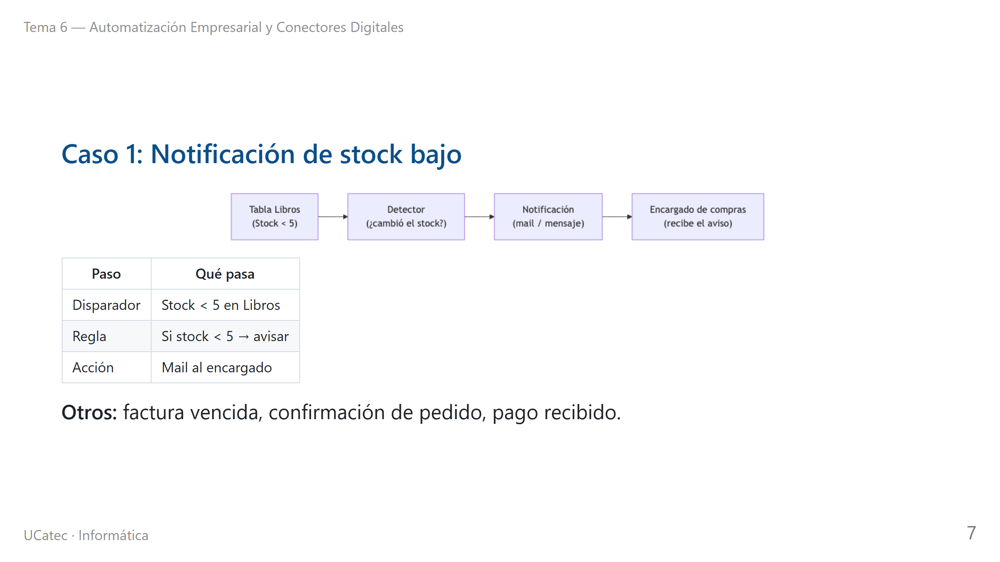 Tema 6 — Automatización Empresarial y Conectores Digitales
Caso 1: Notificación de stock bajo
Tabla Libros
(Stock < 5)
Detector
(¿cambió el stock?)
Notificación
(mail / mensaje)
Encargado de compras
(recibe el aviso)
Paso Qué pasa
Disparador Stock < 5 en Libros
Regla Si stock < 5 → avisar
Acción Mail al encargado
Otros: factura vencida, confirmación de pedido, pago recibido.
UCatec · Informática
7